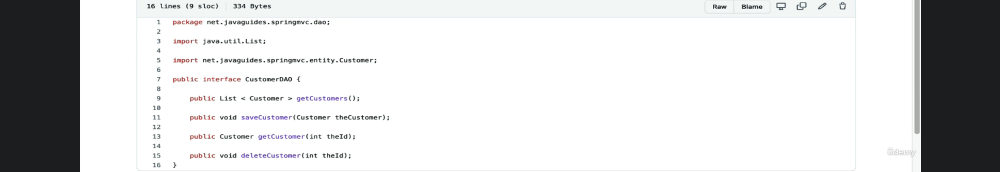 16 lines (9 sloc) 334 Bytes Raw Blame
1 package net.javaguides.springmvc.dao;
2
3 import java.util.List;
4
5 import net.javaguides.springmvc.entity.Customer;
6
7 public interface CustomerDAO {
8
9 public List < Customer > getCustomers();
10
11 public void saveCustomer(Customer theCustomer);
12
13 public Customer getCustomer(int theId);
14
15 public void deleteCustomer(int theId);
16 }
ûdemy